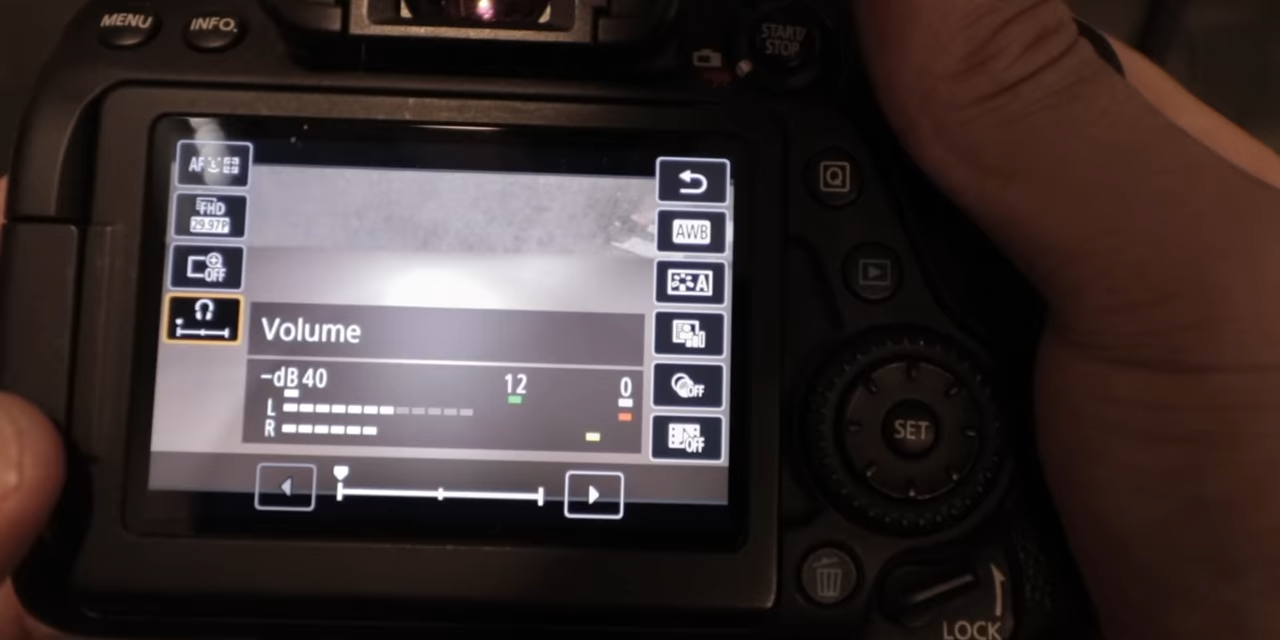 MENU
INFO.
START/
STOP
AF
FHD
29.97P
OFF
Volume
-dB 40 12 0
L
R
AWB
A
OFF
OFF
Q
SET
LOCK